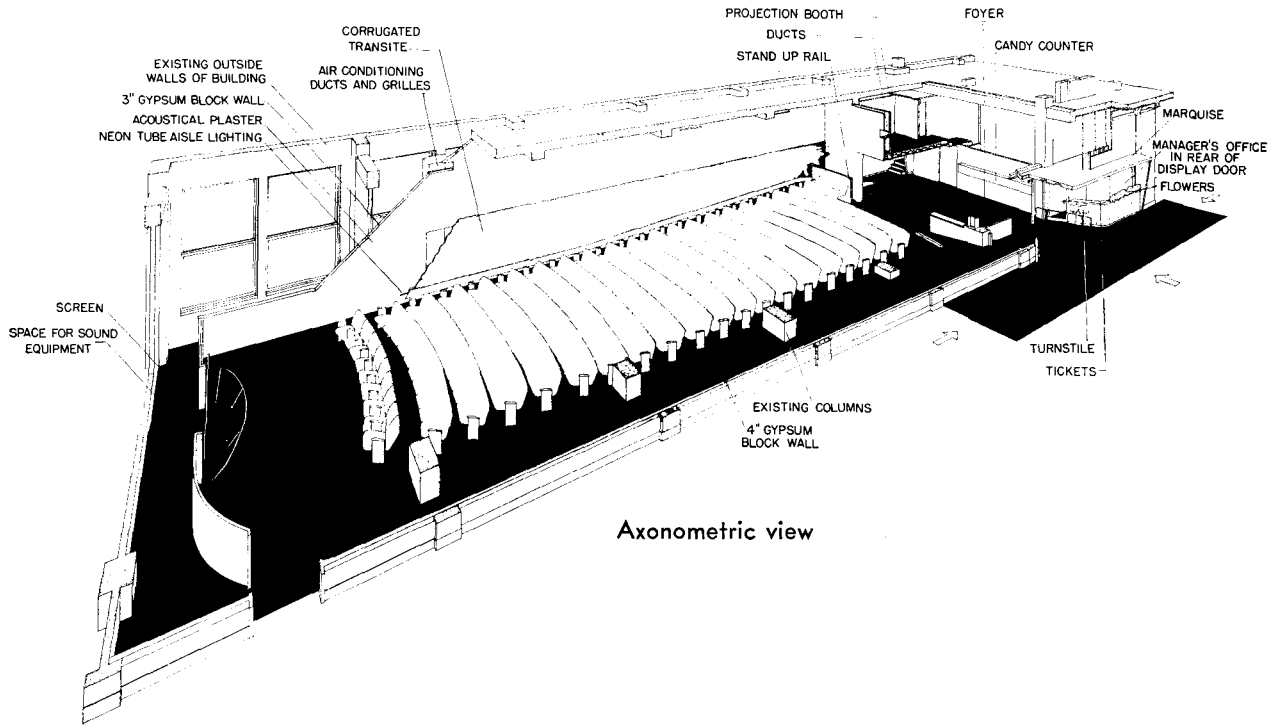 PROJECTION BOOTH
DUCTS
STAND UP RAIL
FOYER
CANDY COUNTER
CORRUGATED
TRANSITE
AIR CONDITIONING
DUCTS AND GRILLES
EXISTING OUTSIDE
WALLS OF BUILDING
3" GYPSUM BLOCK WALL
ACOUSTICAL PLASTER
NEON TUBE AISLE LIGHTING
MARQUISE
MANAGER'S OFFICE
IN REAR OF
DISPLAY DOOR
FLOWERS
SCREEN
SPACE FOR SOUND
EQUIPMENT
TURNSTILE
TICKETS
EXISTING COLUMNS
4" GYPSUM
BLOCK WALL
Axonometric view